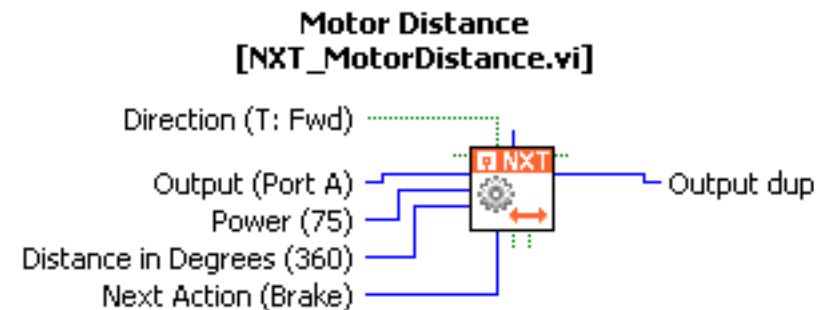 Motor Distance
[NXT_MotorDistance.vi]
Direction (T: Fwd)
NXT
Output (Port A)
Output dup
Power (75)
Distance in Degrees (360)
Next Action (Brake)